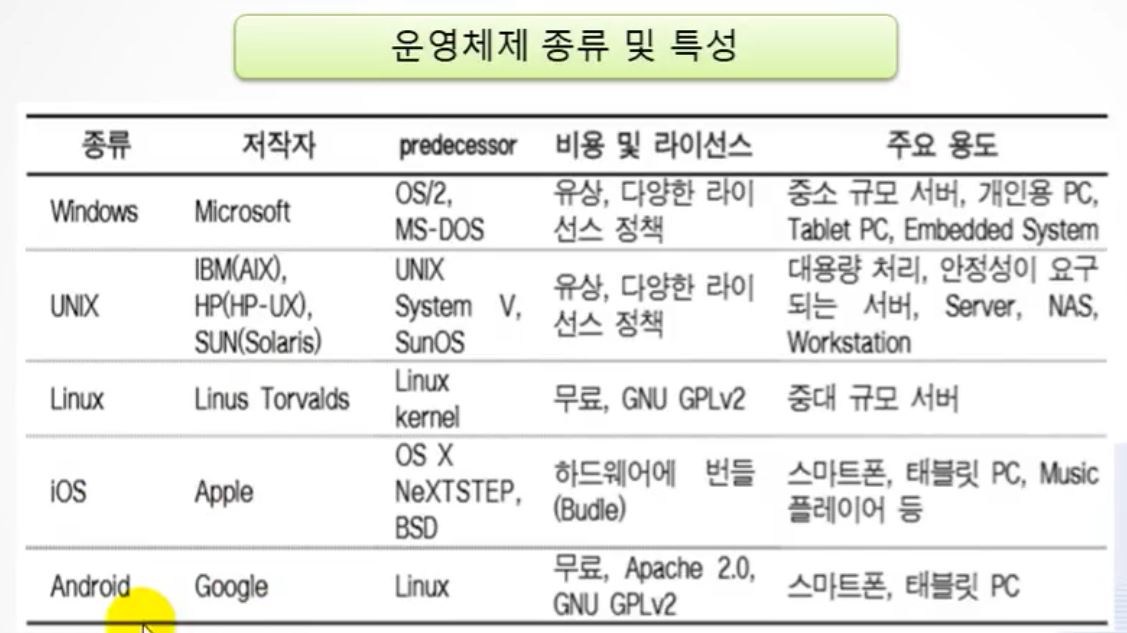 운영체제 종류 및 특성
종류 저작자 predecessor 비용 및 라이선스 주요 용도
Windows Microsoft OS/2, MS-DOS 유상, 다양한 라이선스 정책 중소 규모 서버, 개인용 PC, Tablet PC, Embedded System
UNIX IBM(AIX), HP(HP-UX), SUN(Solaris) UNIX System V, SunOS 유상, 다양한 라이선스 정책 대용량 처리, 안정성이 요구되는 서버, Server, NAS, Workstation
Linux Linus Torvalds Linux kernel 무료, GNU GPLv2 중대 규모 서버
iOS Apple OS X NeXTSTEP, BSD 하드웨어에 번들(Budle) 스마트폰, 태블릿 PC, Music 플레이어 등
Android Google Linux 무료, Apache 2.0, GNU GPLv2 스마트폰, 태블릿 PC